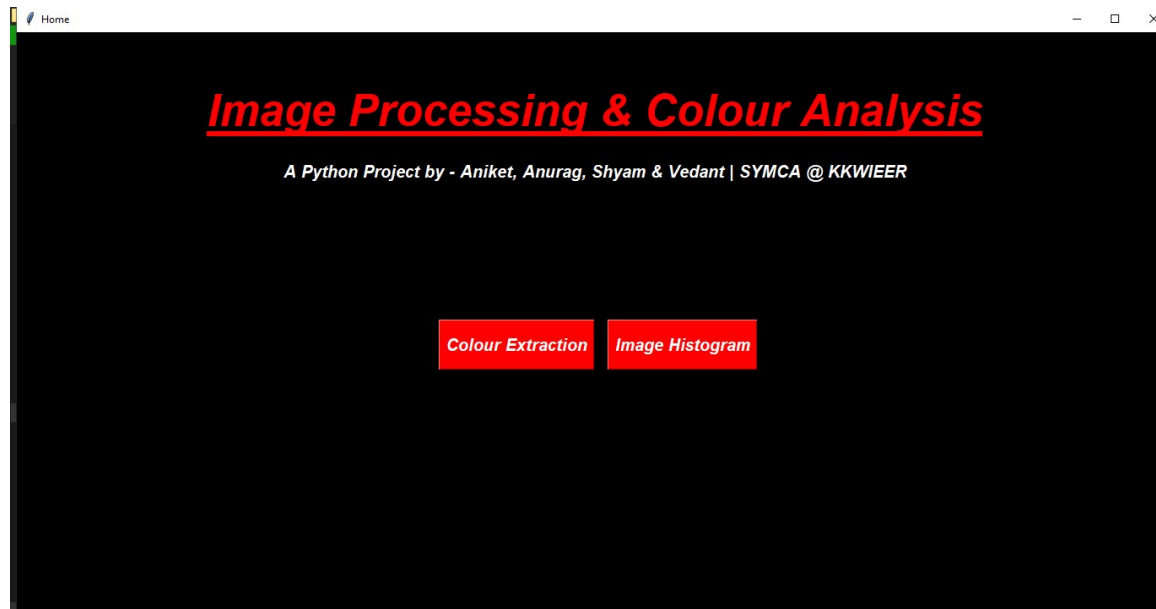 Home
Image Processing & Colour Analysis
A Python Project by - Aniket, Anurag, Shyam & Vedant | SYMCA @ KKWIEER
Colour Extraction
Image Histogram